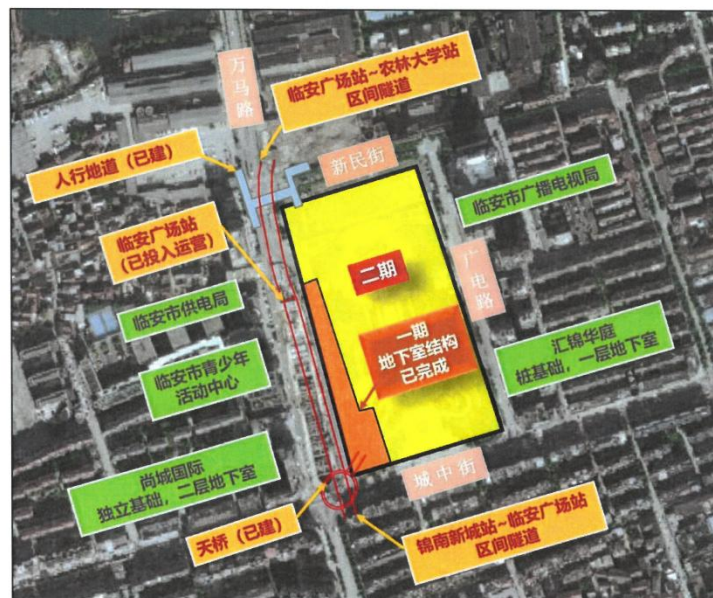 万马路
临安广场站~农林大学站
区间隧道
人行地道（已建）
新民街
临安市广播电视局
临安广场站
（已投入运营）
二期
广电路
临安市供电局
一期
地下室结构
已完成
汇锦华庭
桩基础，一层地下室
临安市青少年
活动中心
尚城国际
独立基础，二层地下室
城中街
天桥（已建）
锦南新城站~临安广场站
区间隧道